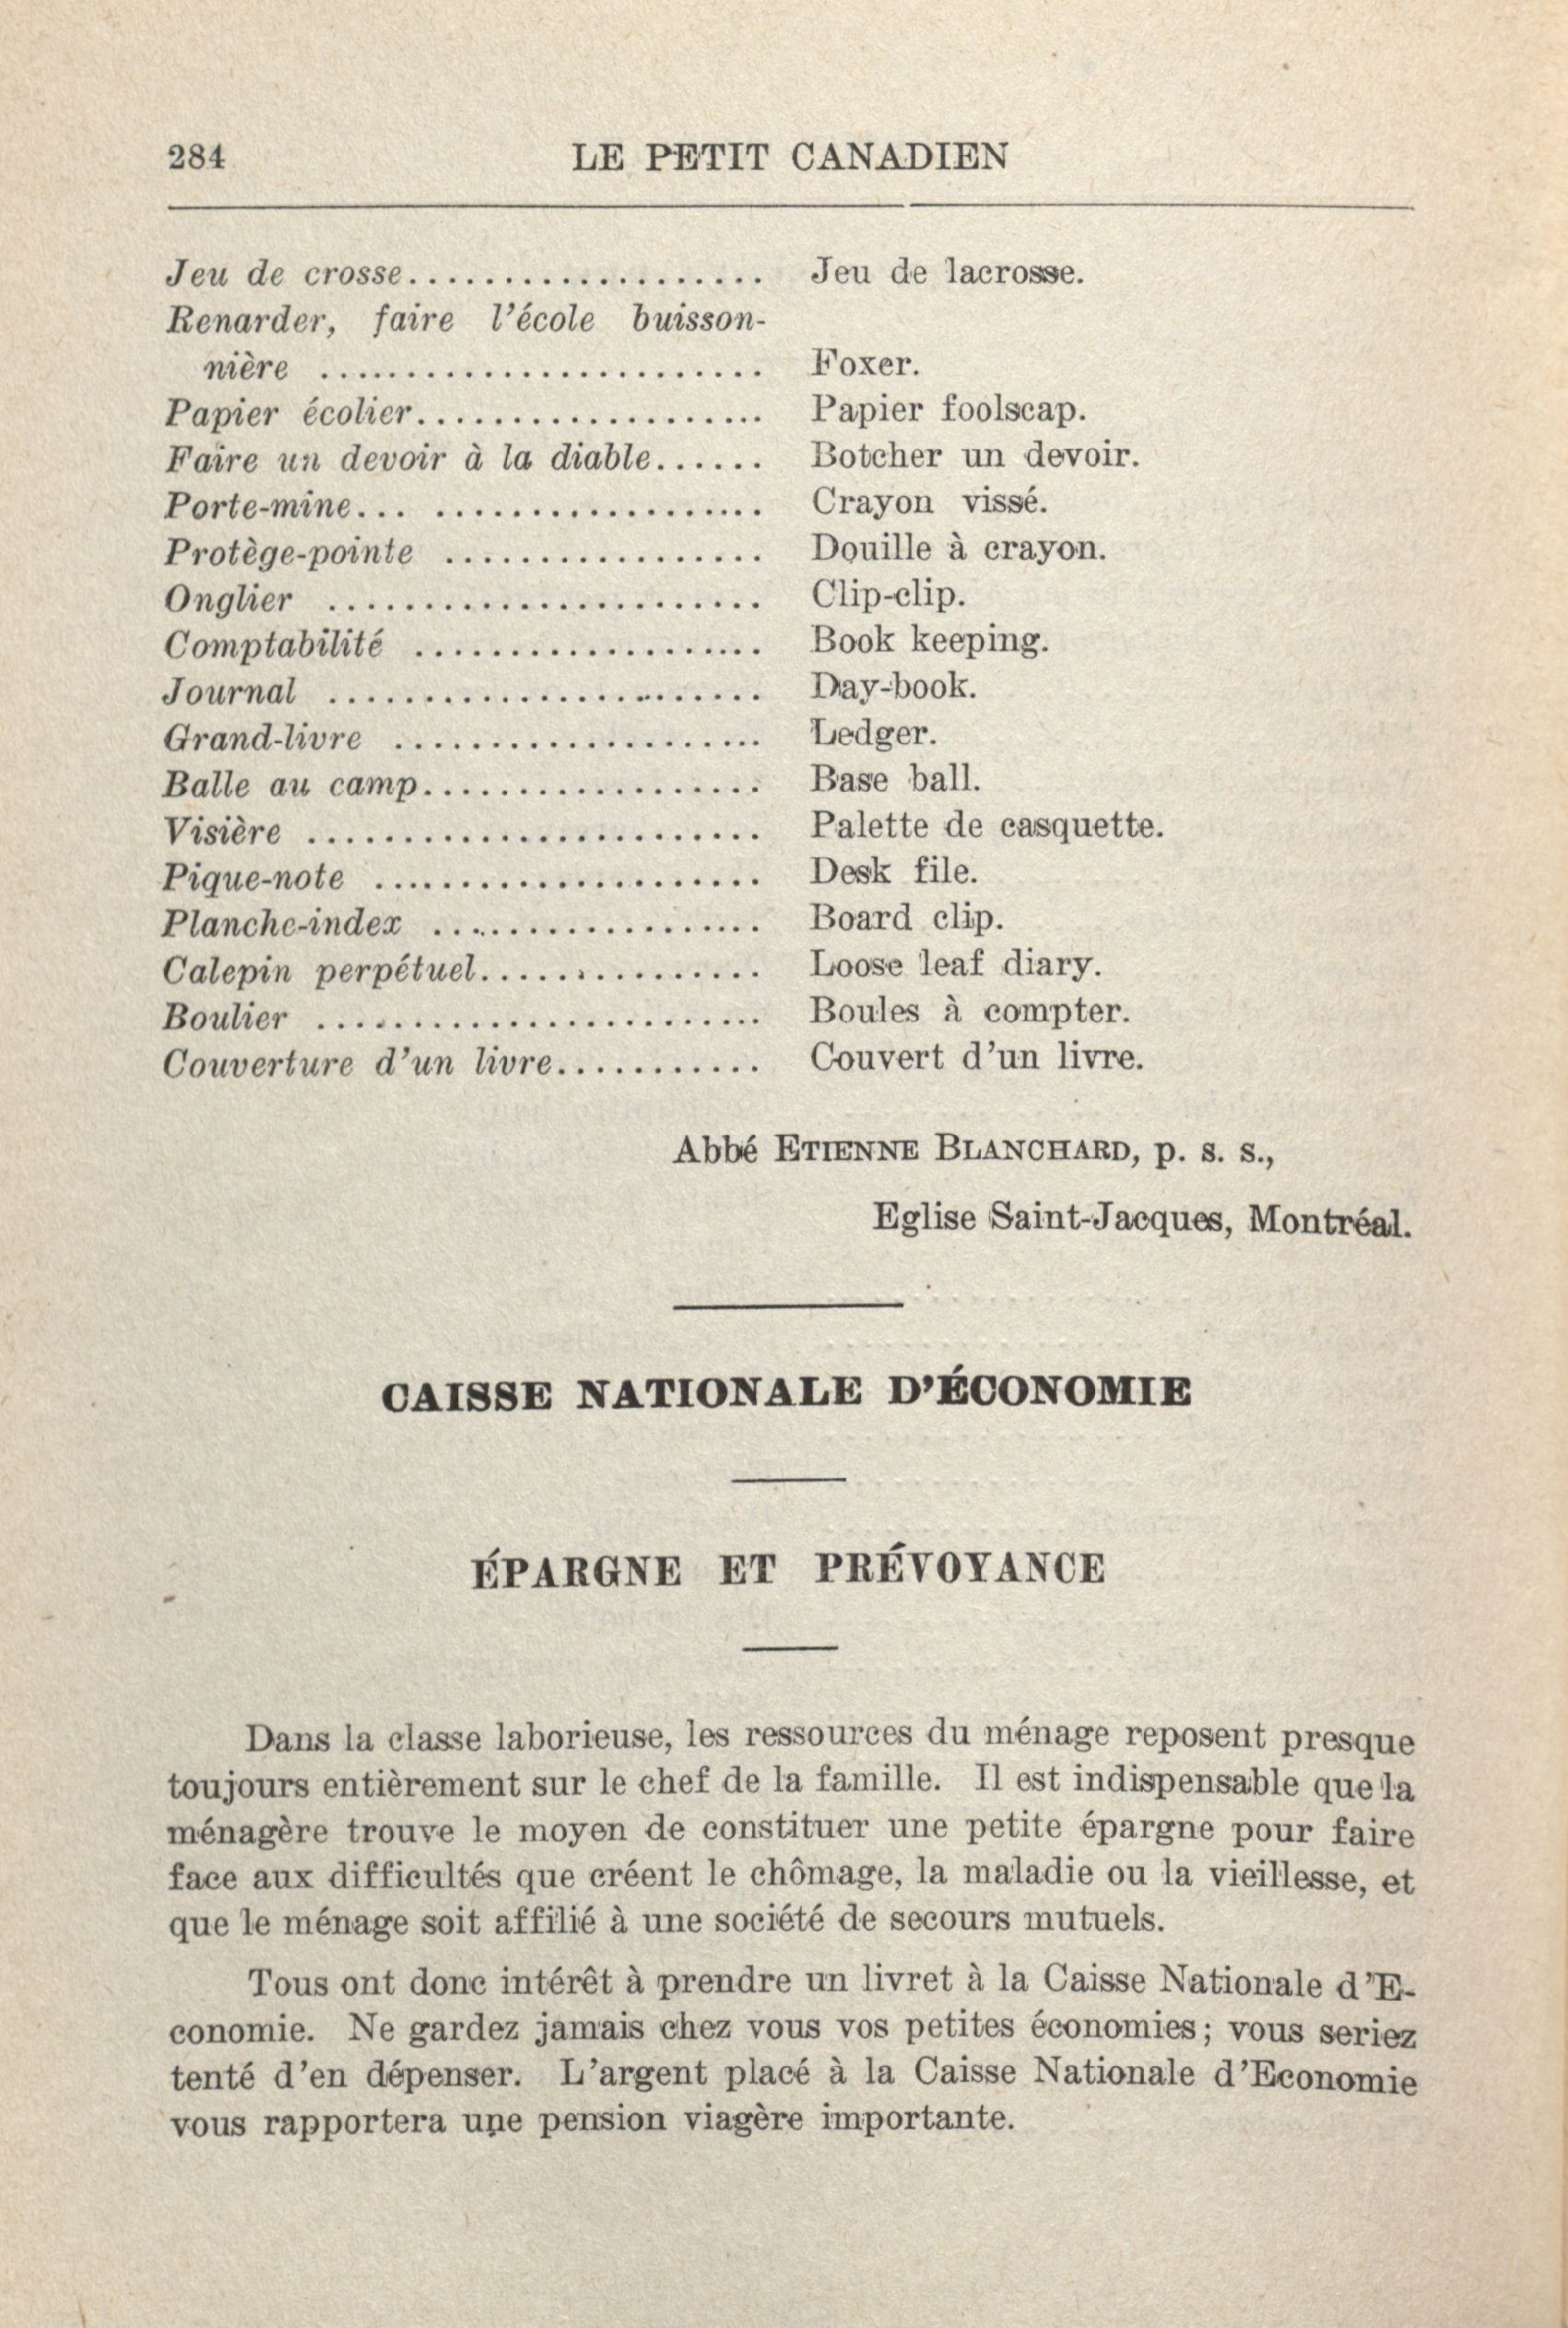 284 LE PETIT CANADIEN
Jeu de crosse................... Jeu de lacrosse.
Renarder, faire l'école buisson-
nière ........................ Foxer.
Papier écolier................... Papier foolscap.
Faire un devoir à la diable...... Botcher un devoir.
Porte-mine... .................. Crayon vissé.
Protège-pointe ................. Douille à crayon.
Onglier ....................... Clip-clip.
Comptabilité ................... Book keeping.
Journal ....................... Day-book.
Grand-livre .................... Ledger.
Balle au camp.................. Base ball.
Visière ........................ Palette de casquette.
Pique-note ..................... Desk file.
Planche-index .................. Board clip.
Calepin perpétuel............... Loose leaf diary.
Boulier ........................ Boules à compter.
Couverture d'un livre........... Couvert d'un livre.
Abbé ETIENNE BLANCHARD, p. s. s.,
Eglise Saint-Jacques, Montréal.
CAISSE NATIONALE D'ÉCONOMIE
ÉPARGNE ET PRÉVOYANCE
Dans la classe laborieuse, les ressources du ménage reposent presque
toujours entièrement sur le chef de la famille. Il est indispensable que la
ménagère trouve le moyen de constituer une petite épargne pour faire
face aux difficultés que créent le chômage, la maladie ou la vieillesse, et
que le ménage soit affilié à une société de secours mutuels.
Tous ont donc intérêt à prendre un livret à la Caisse Nationale d'E-
conomie. Ne gardez jamais chez vous vos petites économies; vous seriez
tenté d'en dépenser. L'argent placé à la Caisse Nationale d'Economie
vous rapportera une pension viagère importante.